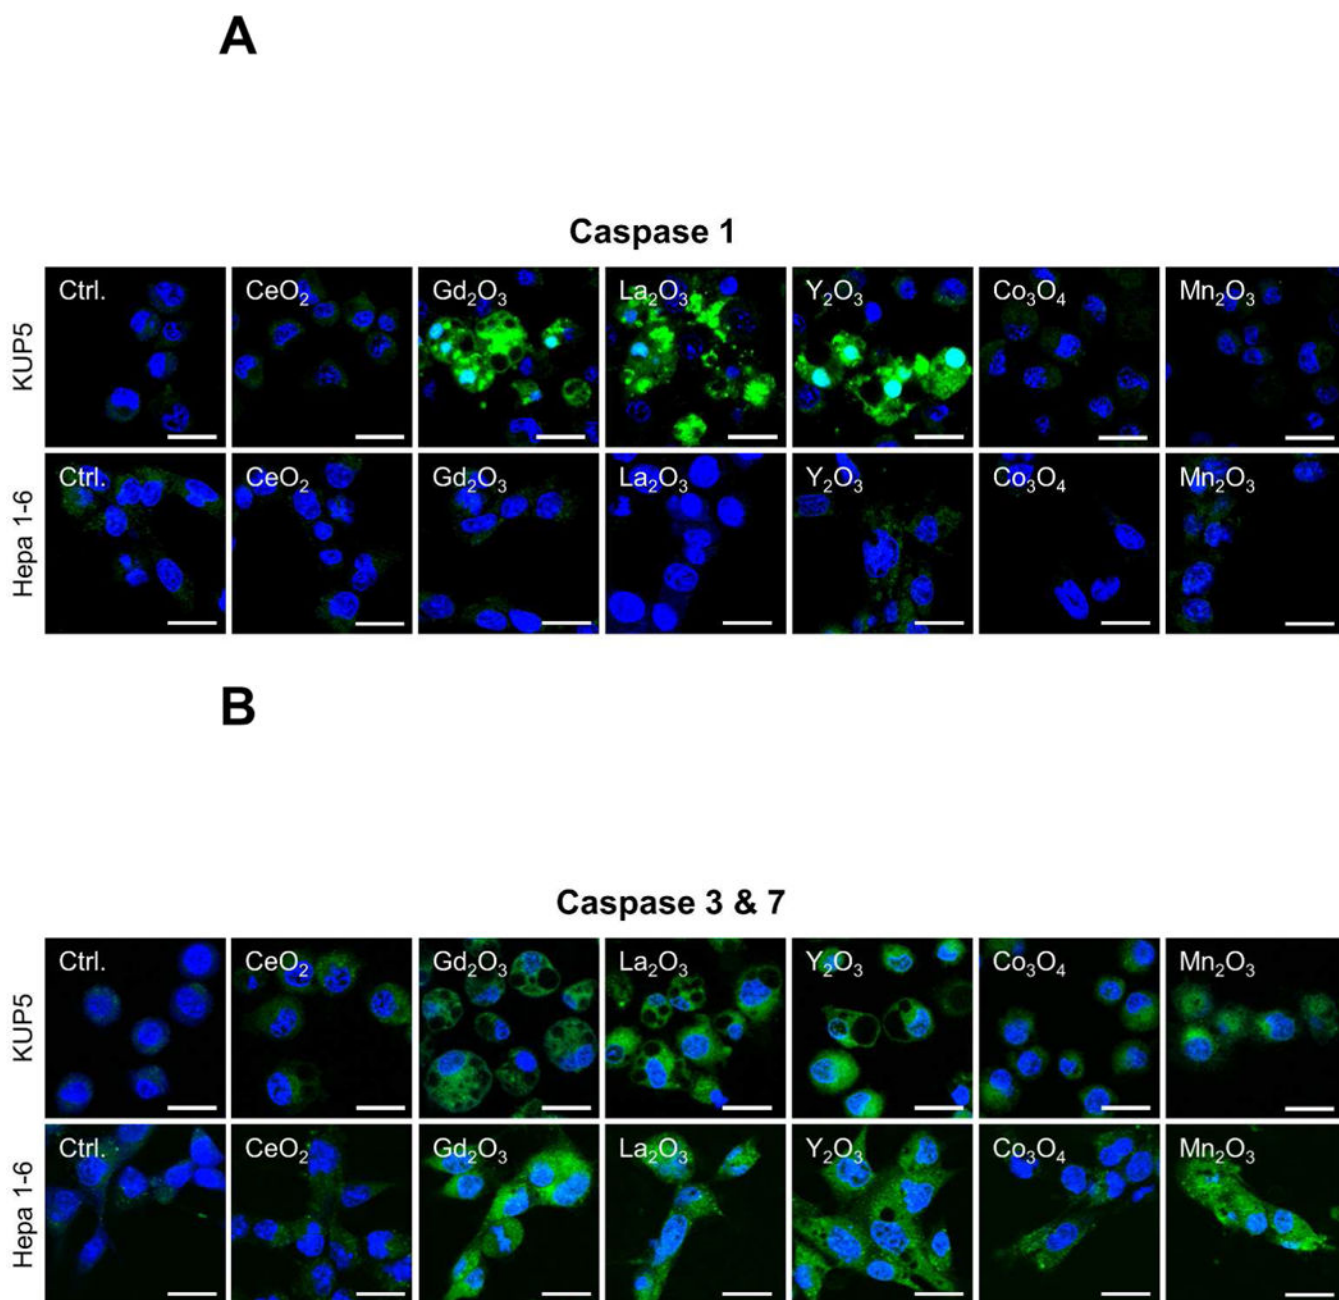 A
Caspase 1
KUP5
Ctrl. CeO₂ Gd₂O₃ La₂O₃ Y₂O₃ Co₃O₄ Mn₂O₃
Hepa 1-6
Ctrl. CeO₂ Gd₂O₃ La₂O₃ Y₂O₃ Co₃O₄ Mn₂O₃
B
Caspase 3 & 7
KUP5
Ctrl. CeO₂ Gd₂O₃ La₂O₃ Y₂O₃ Co₃O₄ Mn₂O₃
Hepa 1-6
Ctrl. CeO₂ Gd₂O₃ La₂O₃ Y₂O₃ Co₃O₄ Mn₂O₃